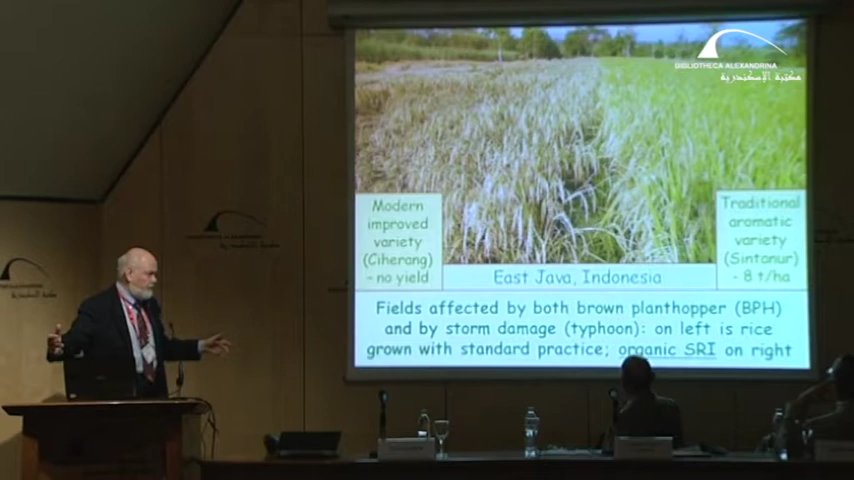 BIBLIOTHECA ALEXANDRINA
مكتبة الإسكندرية
Modern
improved
variety
(Ciherang)
- no yield
Traditional
aromatic
variety
(Sintanur)
- 8 t/ha
East Java, Indonesia
Fields affected by both brown planthopper (BPH)
and by storm damage (typhoon): on left is rice
grown with standard practice; organic SRI on right